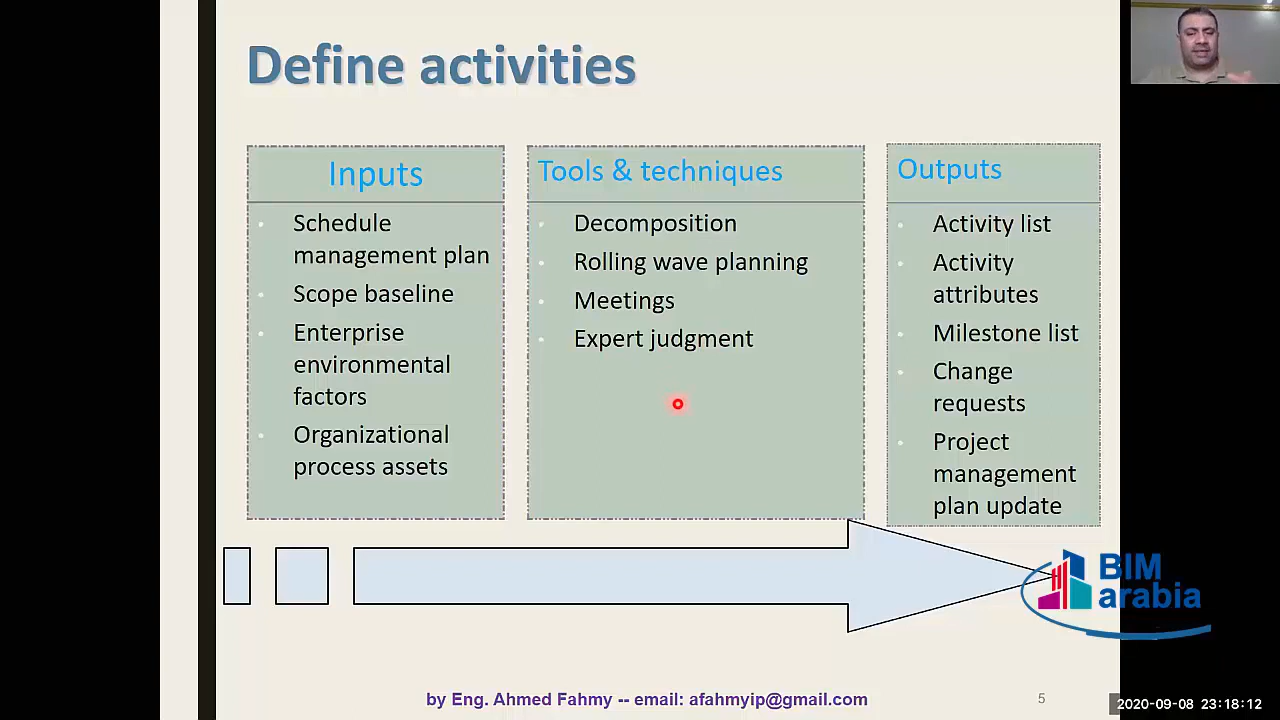 Define activities
Inputs
Schedule
management plan
Scope baseline
Enterprise
environmental
factors
Organizational
process assets
Tools & techniques
Decomposition
Rolling wave planning
Meetings
Expert judgment
Outputs
Activity list
Activity
attributes
Milestone list
Change
requests
Project
management
plan update
BIM
arabia
by Eng. Ahmed Fahmy -- email: afahmyip@gmail.com
5
2020-09-08 23:18:12